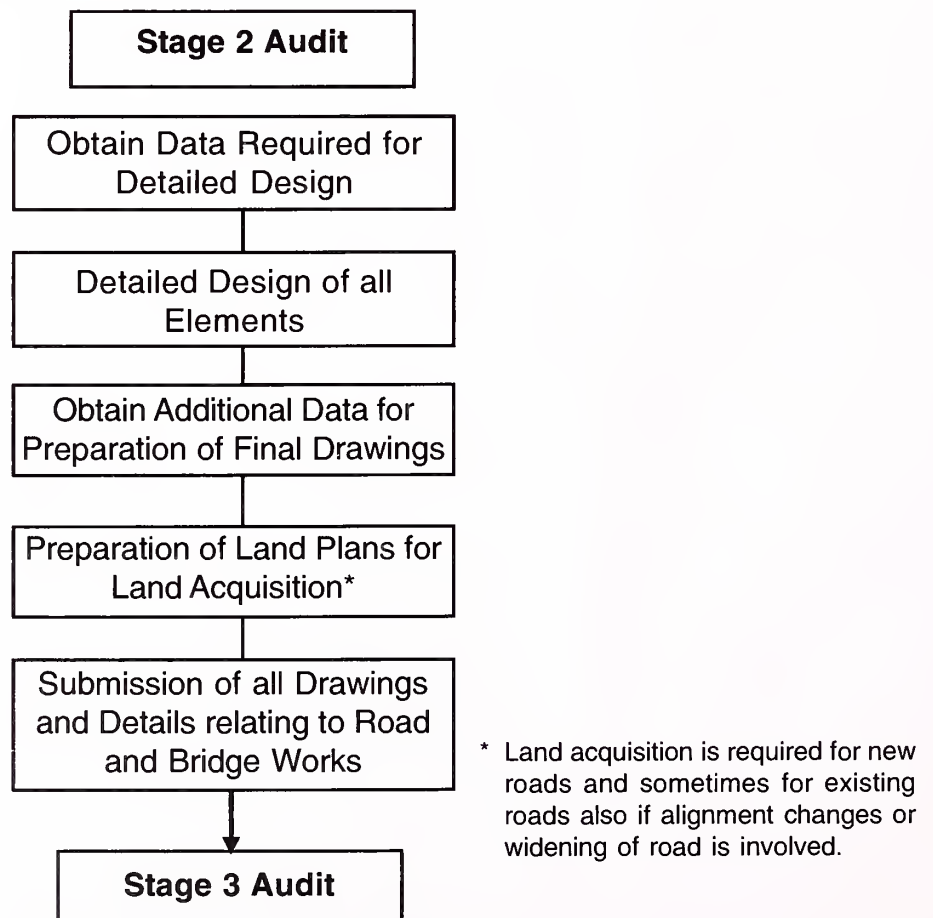 Stage 2 Audit
Obtain Data Required for
Detailed Design
Detailed Design of all
Elements
Obtain Additional Data for
Preparation of Final Drawings
Preparation of Land Plans for
Land Acquisition*
Submission of all Drawings
and Details relating to Road
and Bridge Works
* Land acquisition is required for new
roads and sometimes for existing
roads also if alignment changes or
widening of road is involved.
Stage 3 Audit